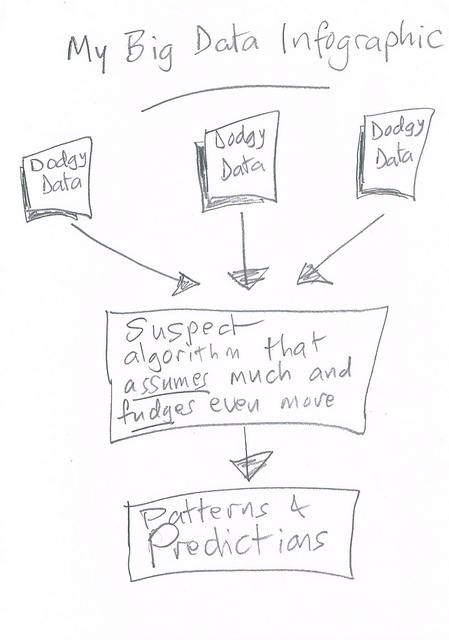 My Big Data Infographic
Dodgy
Data
Dodgy
Data
Dodgy
Data
Suspect
algorithm that
assumes much and
fudges even more
Patterns &
Predictions